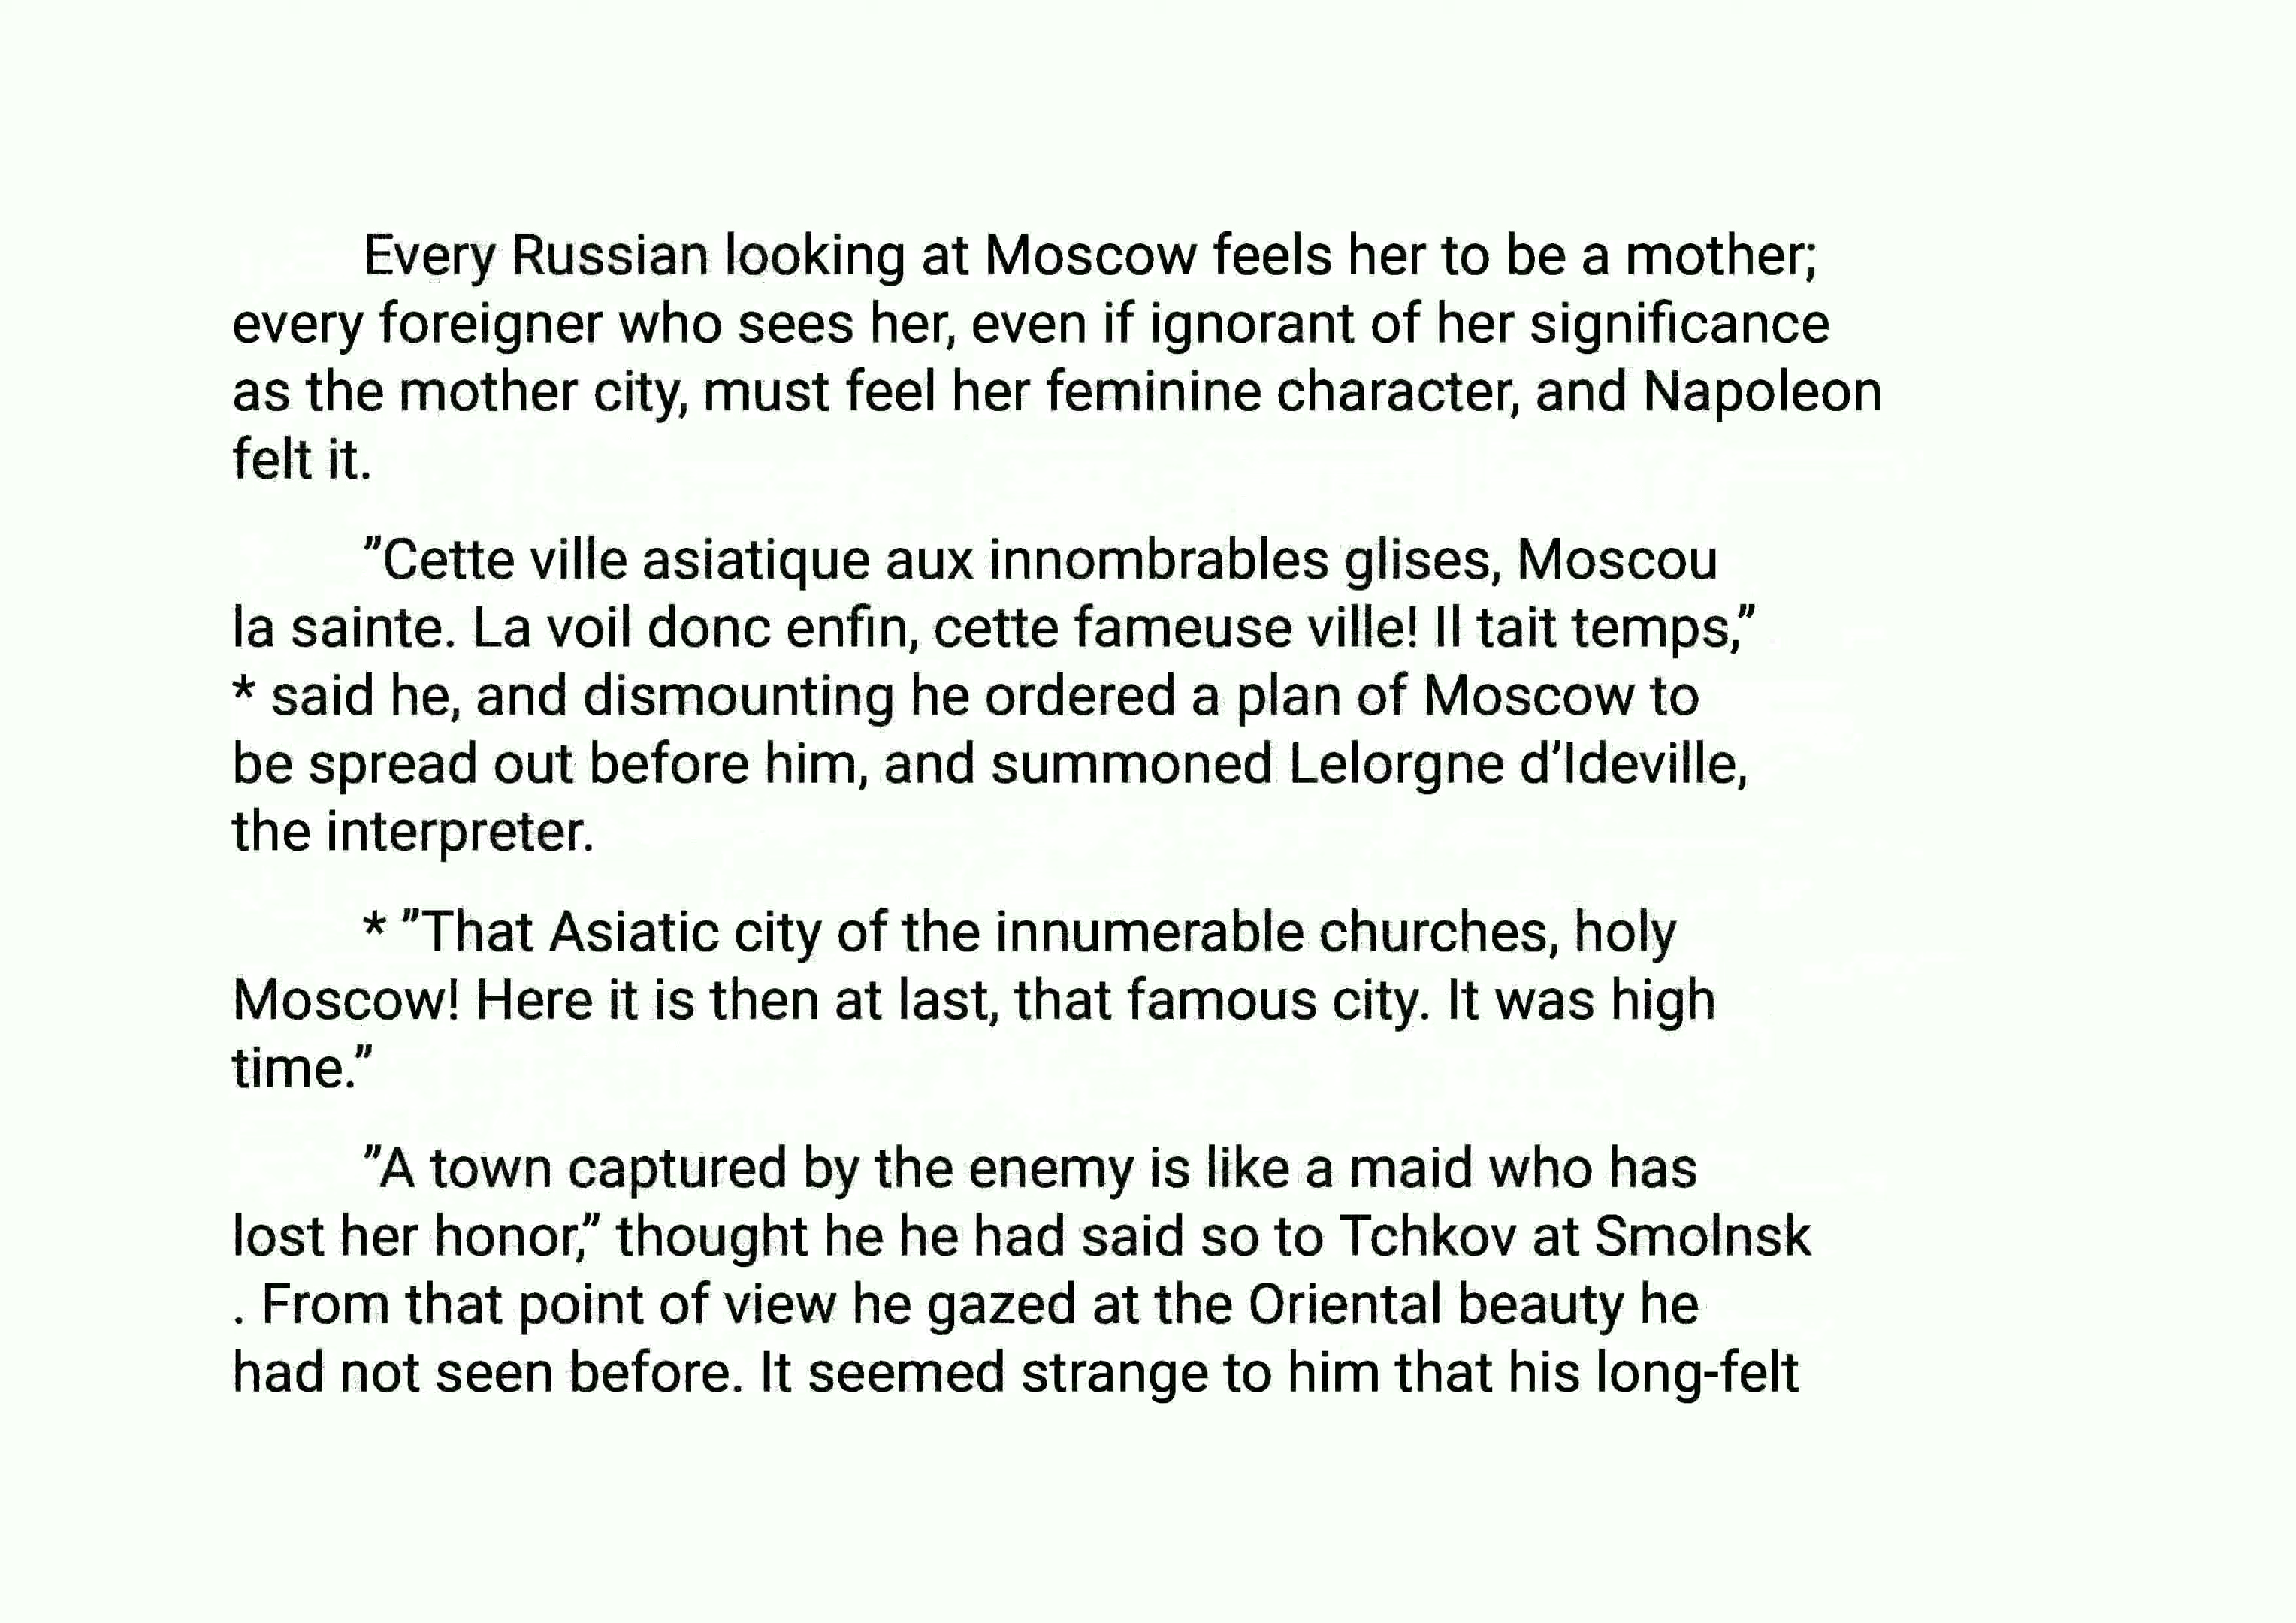 Every Russian looking at Moscow feels her to be a mother;
every foreigner who sees her, even if ignorant of her significance
as the mother city, must feel her feminine character, and Napoleon
felt it.
”Cette ville asiatique aux innombrables glises, Moscou
la sainte. La voil donc enfin, cette fameuse ville! Il tait temps,”
* said he, and dismounting he ordered a plan of Moscow to
be spread out before him, and summoned Lelorgne d’Ideville,
the interpreter.
* ”That Asiatic city of the innumerable churches, holy
Moscow! Here it is then at last, that famous city. It was high
time.”
”A town captured by the enemy is like a maid who has
lost her honor,” thought he he had said so to Tchkov at Smolnsk
. From that point of view he gazed at the Oriental beauty he
had not seen before. It seemed strange to him that his long-felt